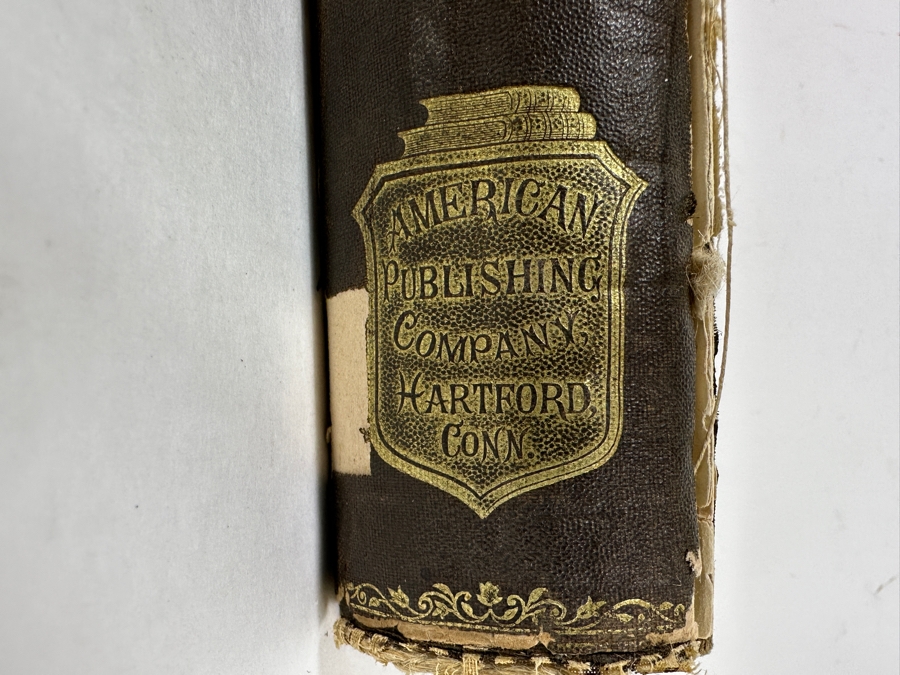 AMERICAN
PUBLISHING
COMPANY,
HARTFORD,
CONN.